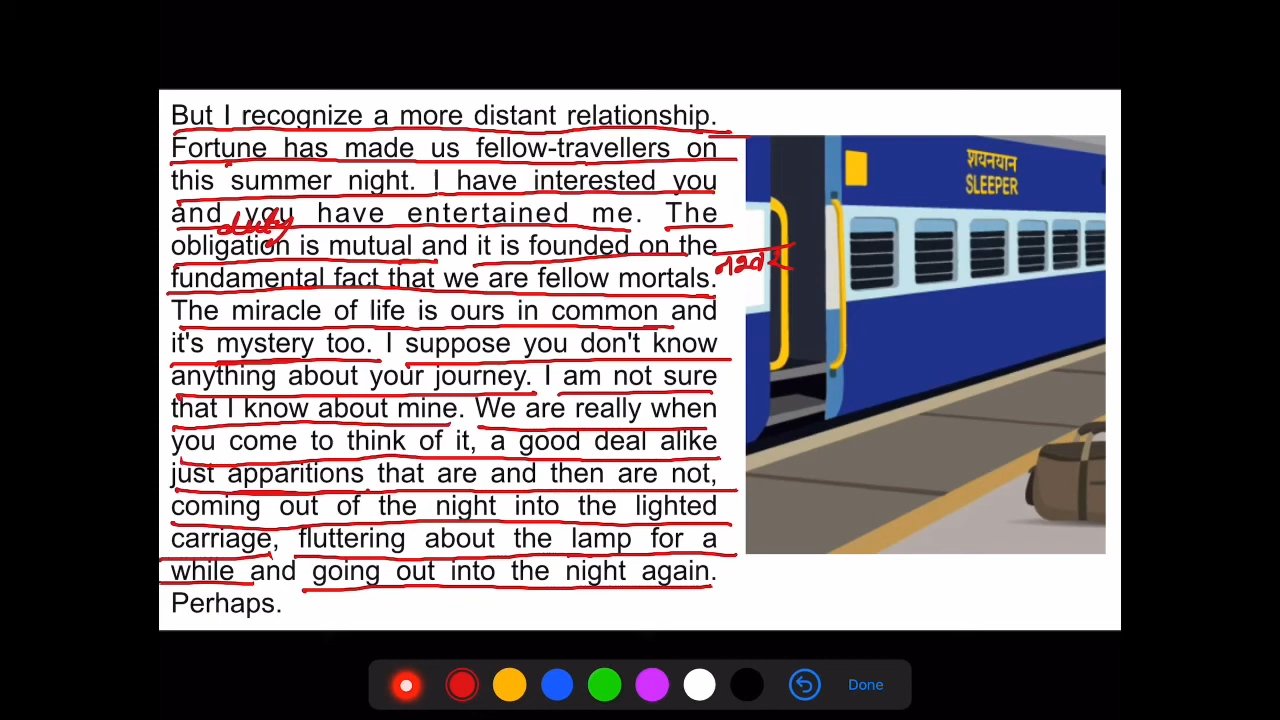 But I recognize a more distant relationship.
Fortune has made us fellow-travellers on
this summer night. I have interested you
and you have entertained me. The
duty
obligation is mutual and it is founded on the
fundamental fact that we are fellow mortals.
The miracle of life is ours in common and
it's mystery too. I suppose you don't know
anything about your journey. I am not sure
that I know about mine. We are really when
you come to think of it, a good deal alike
just apparitions that are and then are not,
coming out of the night into the lighted
carriage, fluttering about the lamp for a
while and going out into the night again.
Perhaps.
शयनयान
SLEEPER
Done